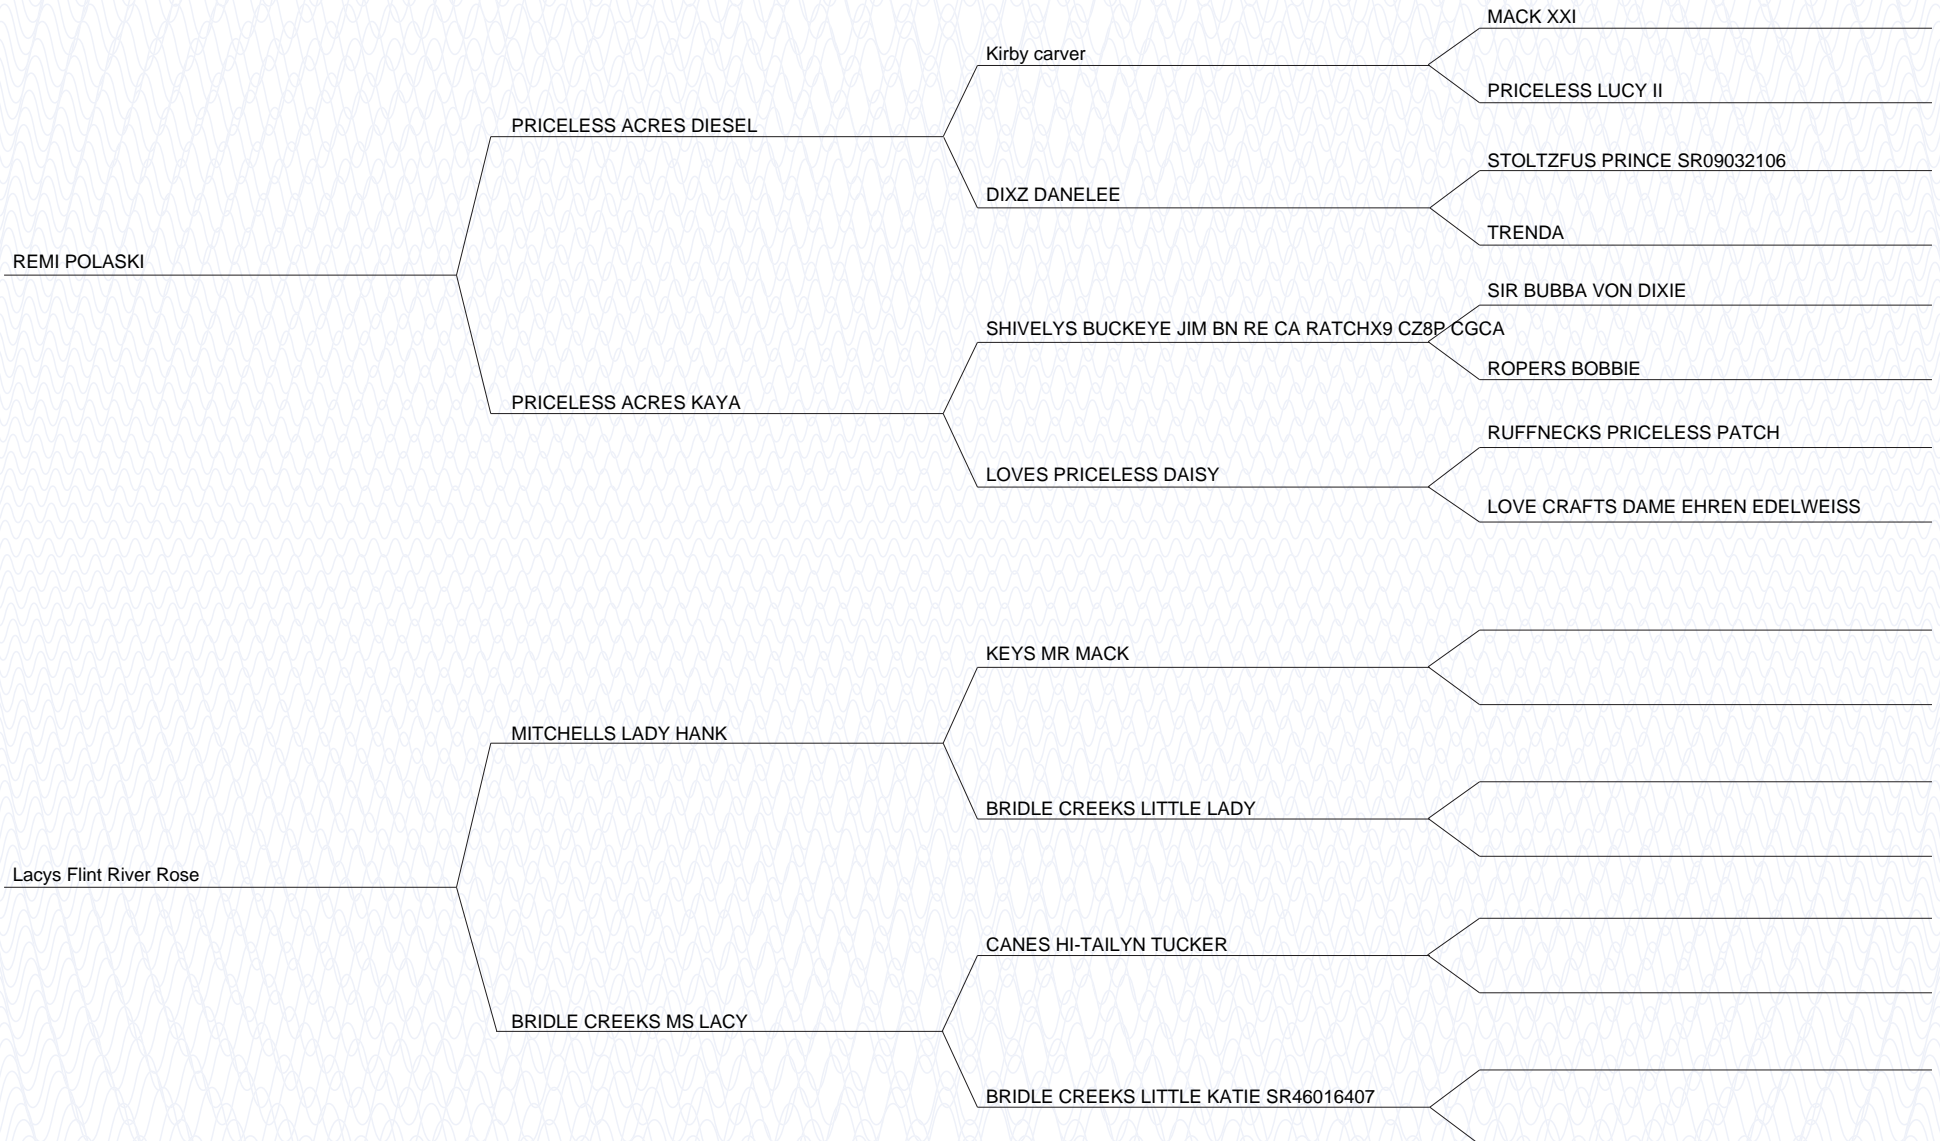 MACK XXI
Kirby carver
PRICELESS LUCY II
PRICELESS ACRES DIESEL
STOLTZFUS PRINCE SR09032106
DIXZ DANELEE
TRENDA
REMI POLASKI
SIR BUBBA VON DIXIE
SHIVELYS BUCKEYE JIM BN RE CA RATCHX9 CZ8P CGCA
ROPERS BOBBIE
PRICELESS ACRES KAYA
RUFFNECKS PRICELESS PATCH
LOVES PRICELESS DAISY
LOVE CRAFTS DAME EHREN EDELWEISS
KEYS MR MACK
MITCHELLS LADY HANK
BRIDLE CREEKS LITTLE LADY
Lacys Flint River Rose
CANES HI-TAILYN TUCKER
BRIDLE CREEKS MS LACY
BRIDLE CREEKS LITTLE KATIE SR46016407